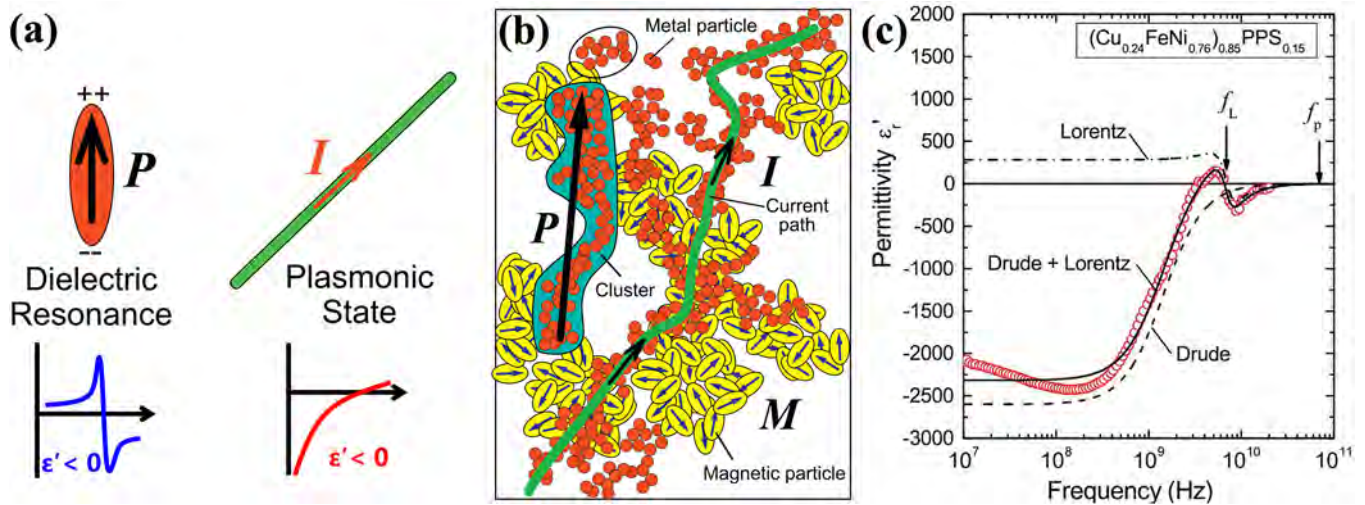 (a)
++
P
--
Dielectric
Resonance
ε′ < 0
I
Plasmonic
State
ε′ < 0
(b)
Metal particle
P
I
Current
path
Cluster
M
Magnetic particle
(c)
(Cu0.24FeNi0.76)0.85PPS0.15
Permittivity εr'
2000
1500
1000
500
0
-500
-1000
-1500
-2000
-2500
-3000
Lorentz
fL
fp
Drude + Lorentz
Drude
10^7
10^8
10^9
10^10
10^11
Frequency (Hz)